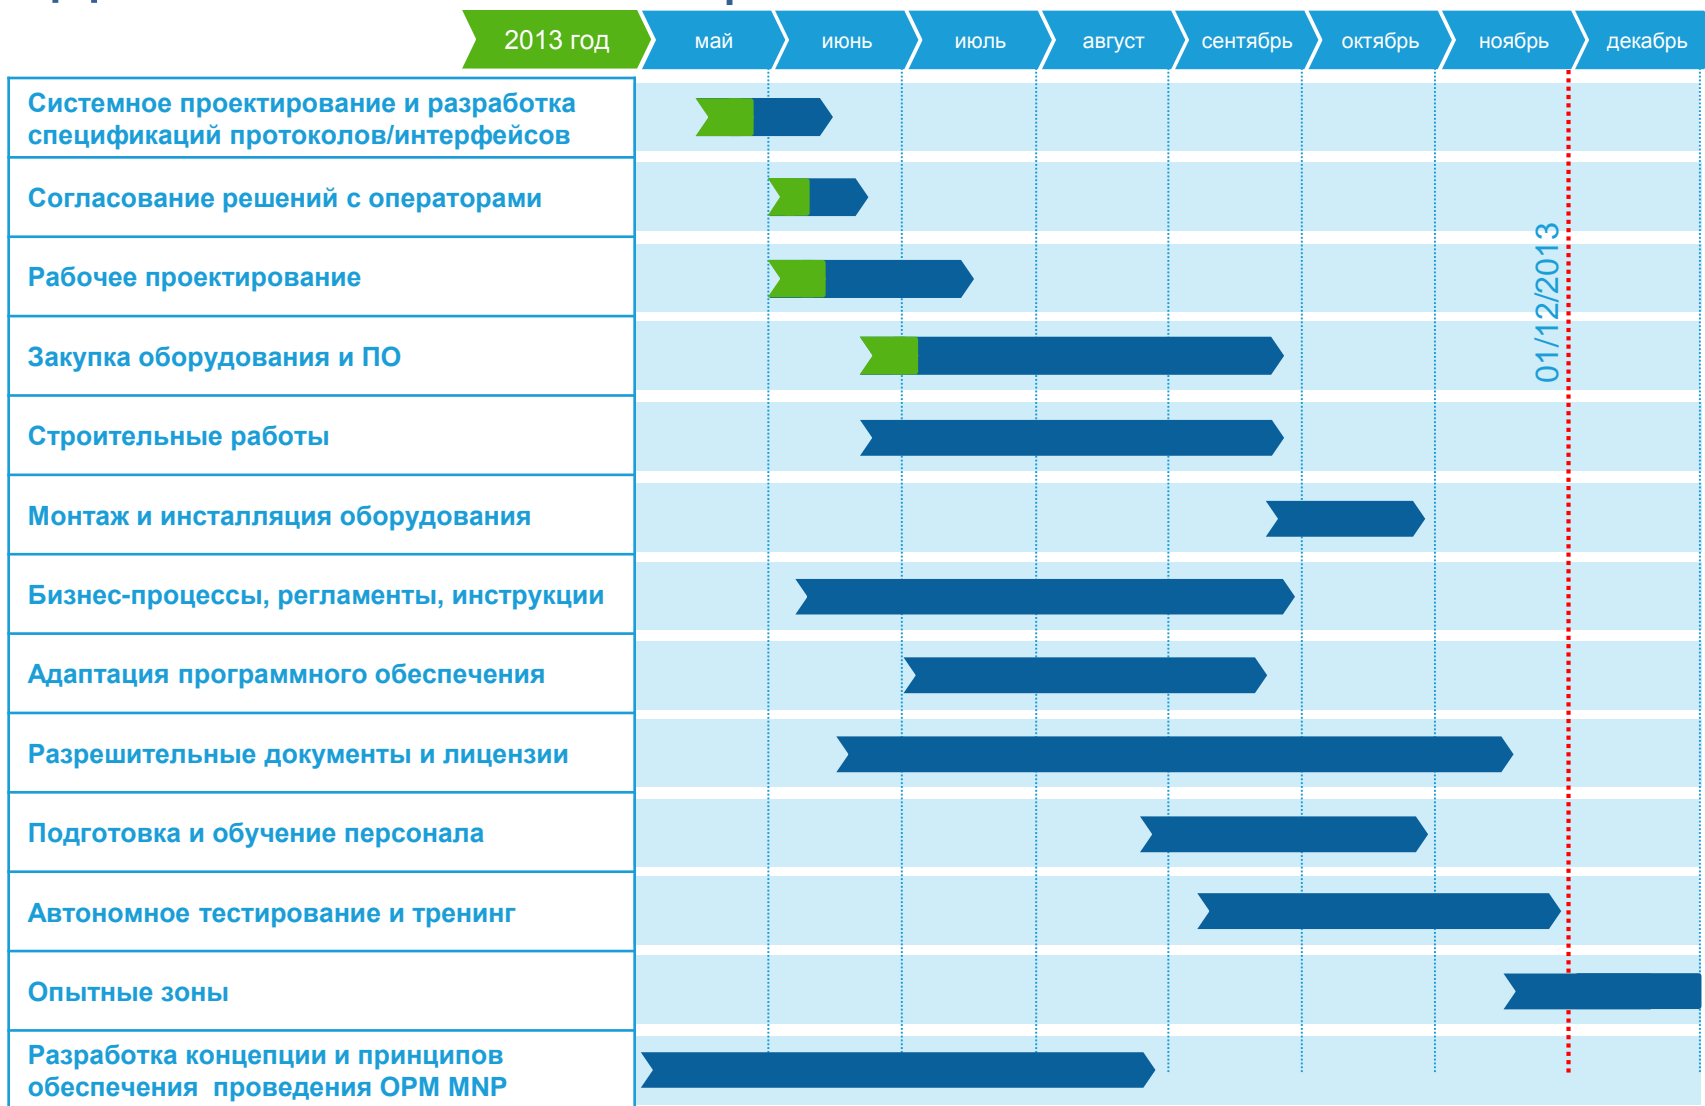 2013 год
май
июнь
июль
август
сентябрь
октябрь
ноябрь
декабрь
Системное проектирование и разработка
спецификаций протоколов/интерфейсов
Согласование решений с операторами
Рабочее проектирование
01/12/2013
Закупка оборудования и ПО
Строительные работы
Монтаж и инсталляция оборудования
Бизнес-процессы, регламенты, инструкции
Адаптация программного обеспечения
Разрешительные документы и лицензии
Подготовка и обучение персонала
Автономное тестирование и тренинг
Опытные зоны
Разработка концепции и принципов
обеспечения  проведения ОРМ MNP